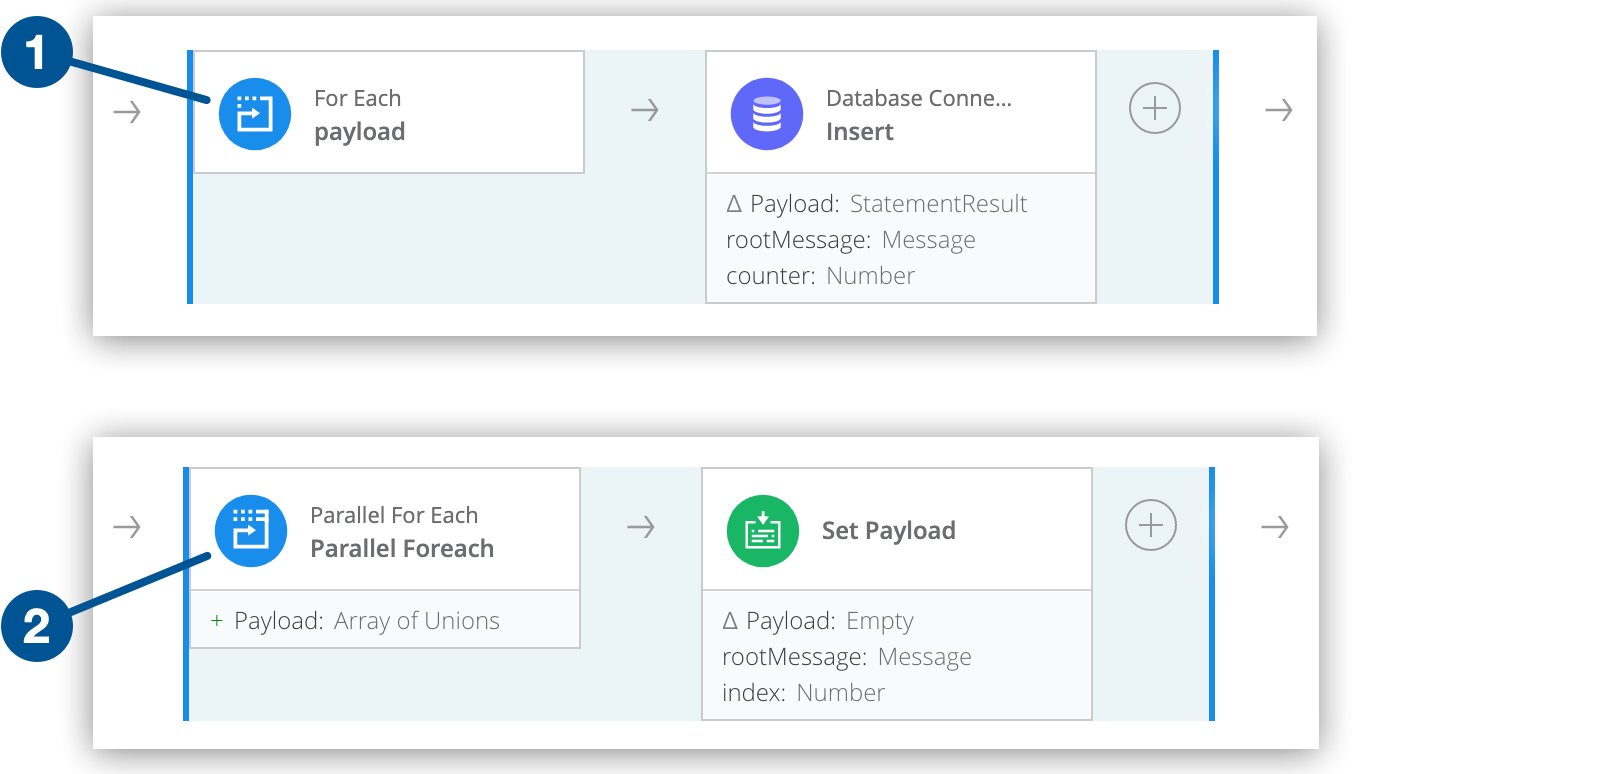 1
For Each
payload
Database Conne...
Insert
Δ Payload: StatementResult
rootMessage: Message
counter: Number
2
Parallel For Each
Parallel Foreach
+ Payload: Array of Unions
Set Payload
Δ Payload: Empty
rootMessage: Message
index: Number